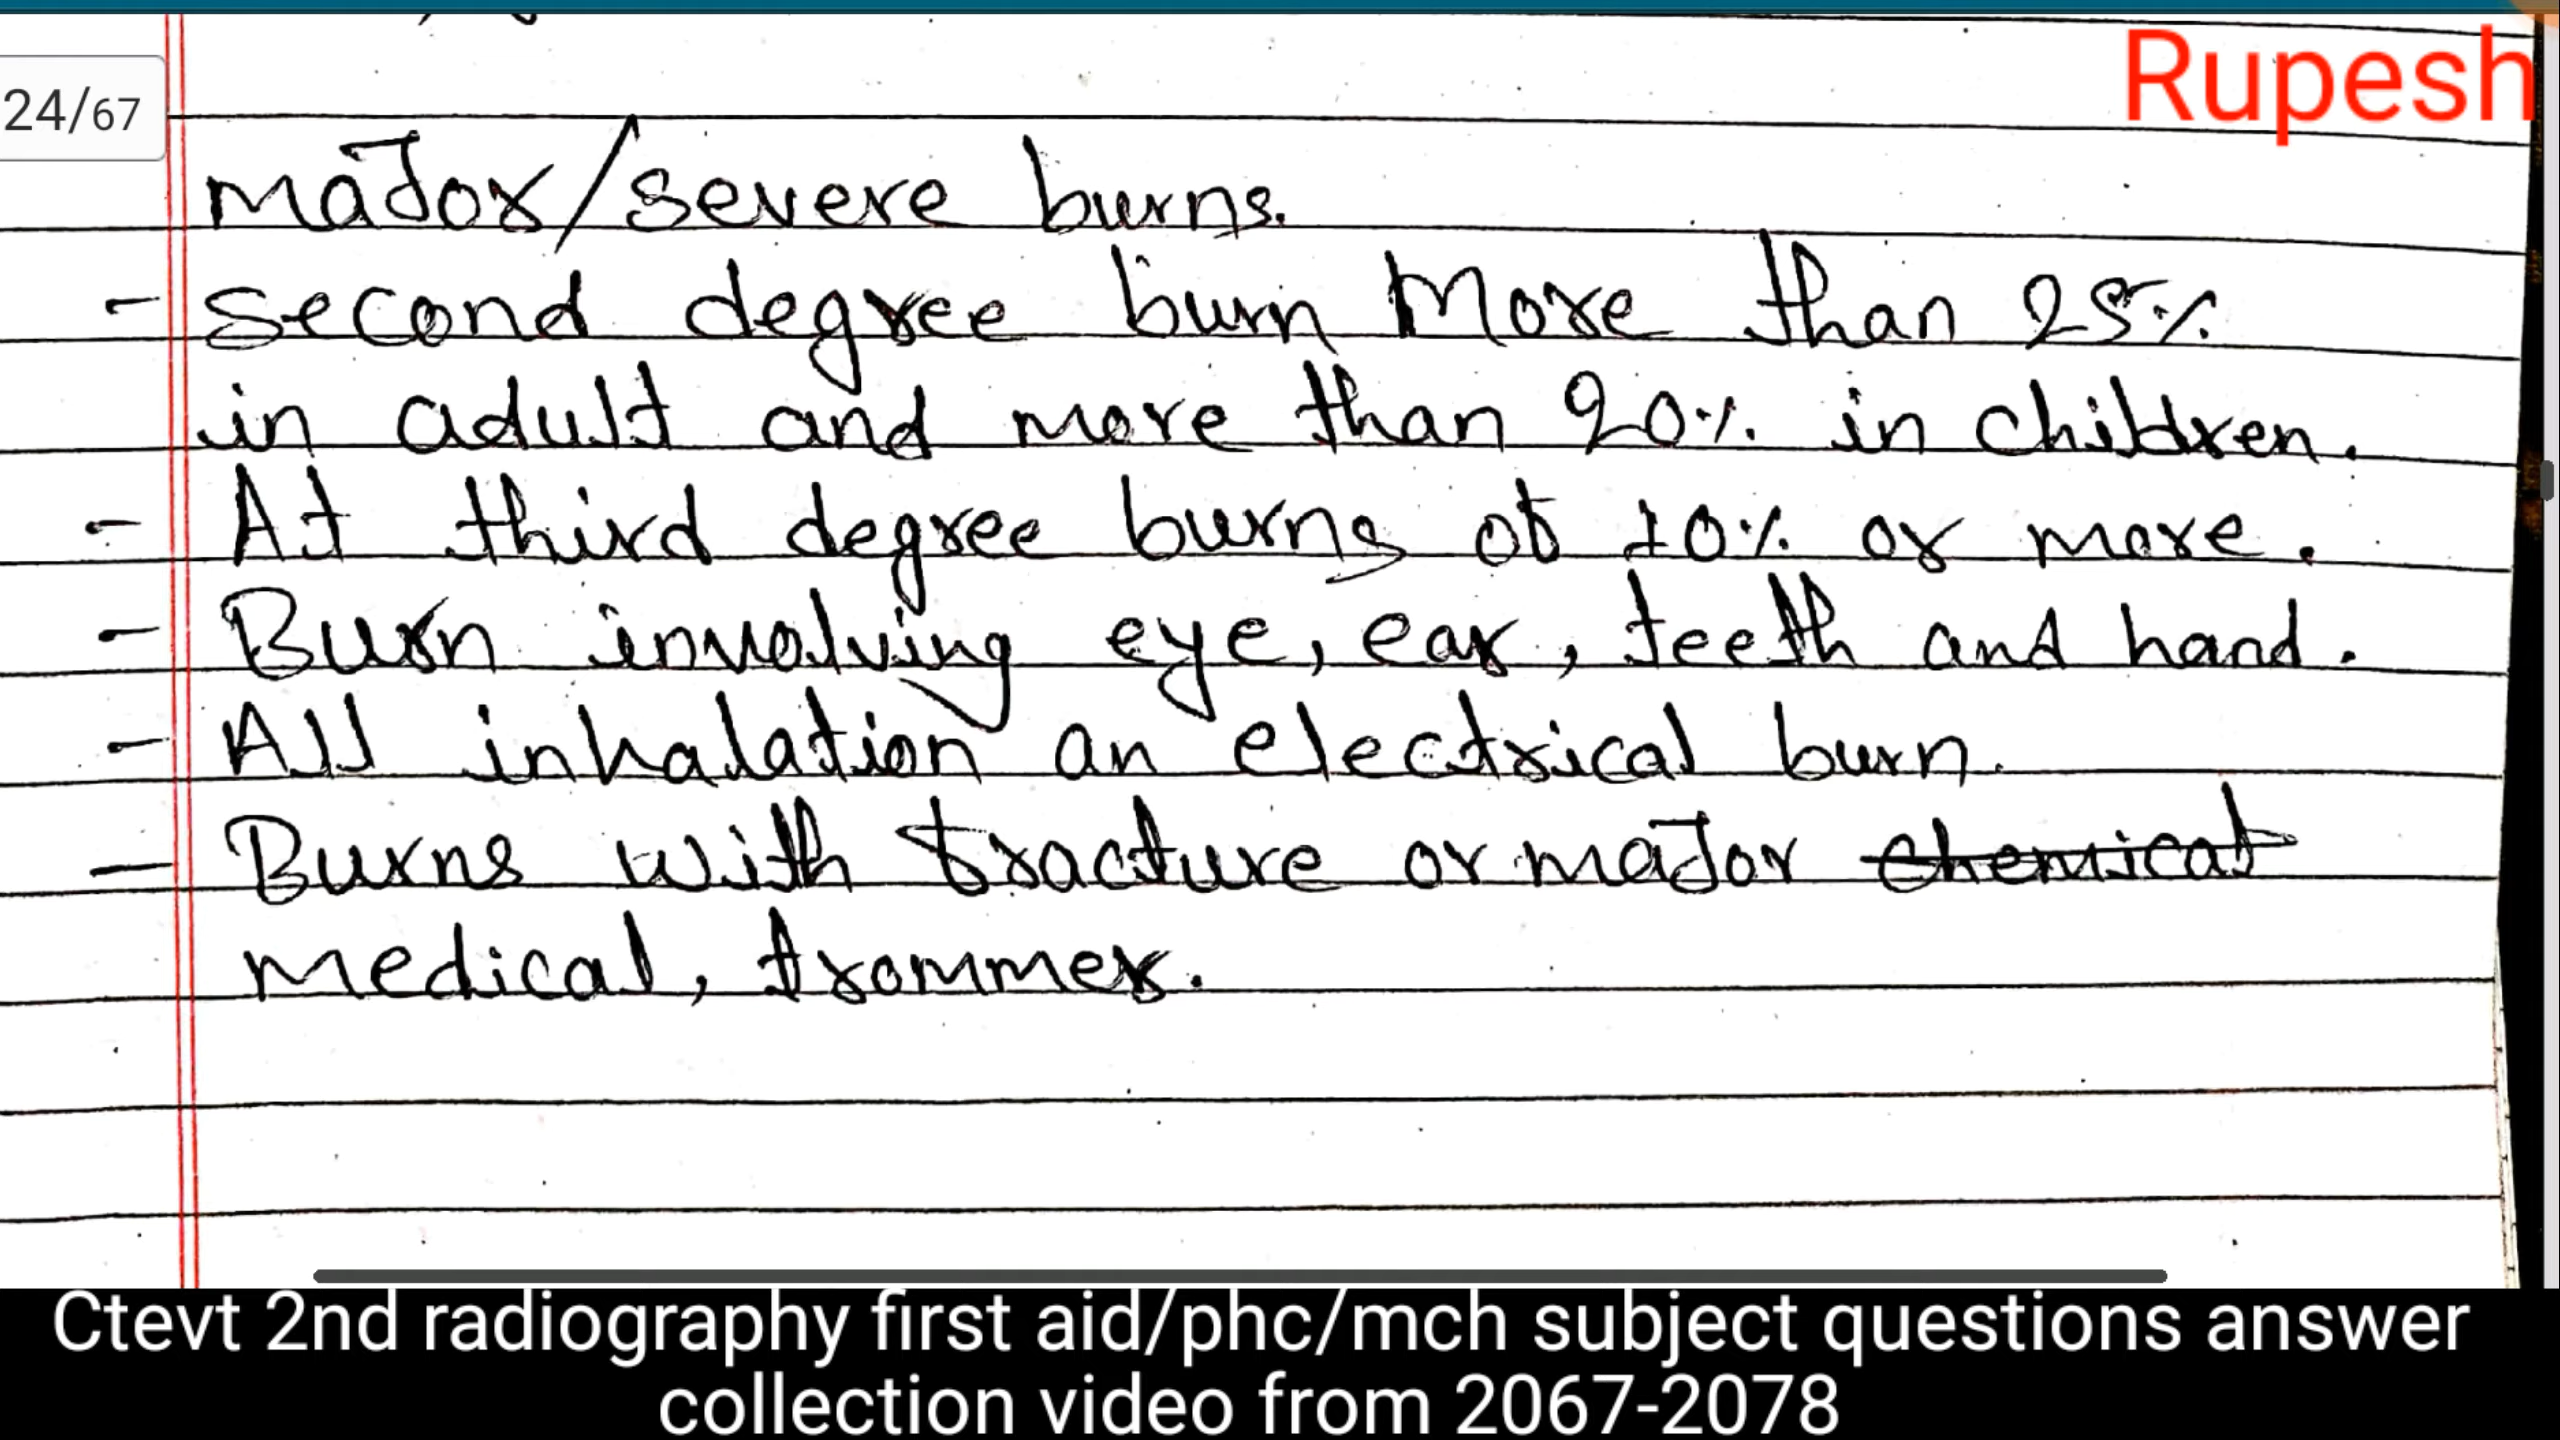 Rupesh
24/67
major/severe burns.
- second degree burn More than 25%
in adult and more than 20% in children.
- At third degree burns of 10% or more.
- Burn involving eye, ear, teeth and hand.
- All inhalation an electrical burn.
- Burns with fracture or major chemical
medical, trommer.
Ctevt 2nd radiography first aid/phc/mch subject questions answer
collection video from 2067-2078